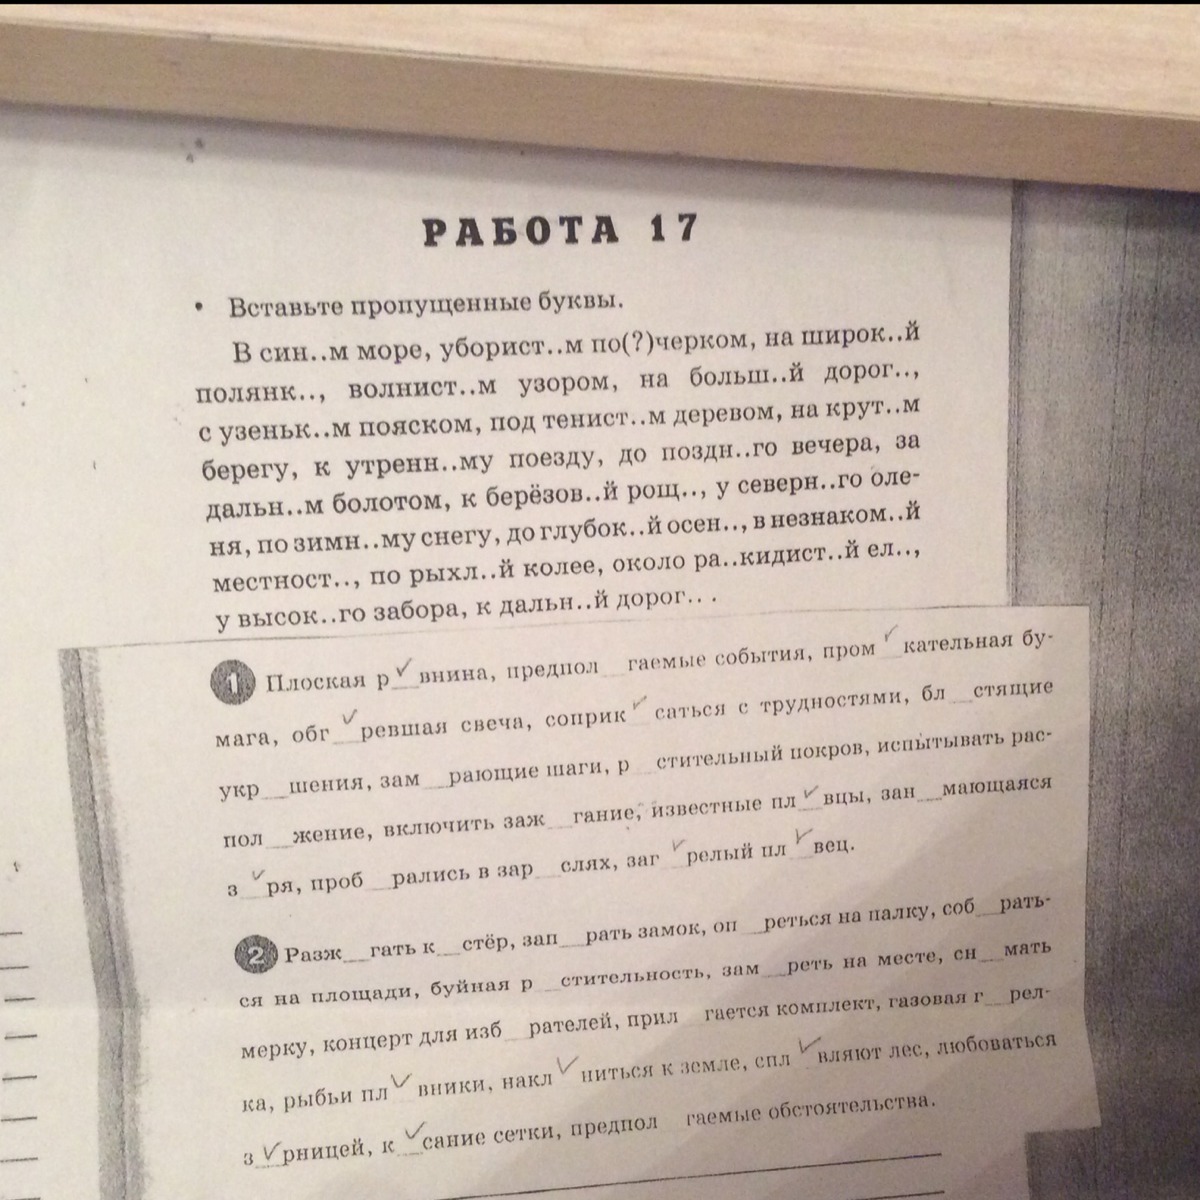 РАБОТА 17
• Вставьте пропущенные буквы.
В син..м море, уборист..м по(?)черком, на широк..й
полянк.., волнист..м узором, на больш..й дорог..,
с узеньк..м пояском, под тенист..м деревом, на крут..м
берегу, к утренн..му поезду, до поздн..го вечера, за
дальн..м болотом, к берёзов..й рощ.., у северн..го оле-
ня, по зимн..му снегу, до глубок..й осен.., в незнаком..й
местност.., по рыхл..й колее, около ра..кидист..й ел..,
у высок..го забора, к дальн..й дорог.. .
1 Плоская р__внина, предпол__гаемые события, пром__кательная бу-
мага, обг__ревшая свеча, соприк__саться с трудностями, бл__стящие
укр__шения, зам__рающие шаги, р__стительный покров, испытывать рас-
пол__жение, включить заж__гание, известные пл__вцы, зан__мающаяся
з__ря, проб__рались в зар__слях, заг__релый пл__вец.
2 Разж__гать к__стёр, зап__рать замок, оп__реться на палку, соб__рать-
ся на площади, буйная р__стительность, зам__реть на месте, сн__мать
мерку, концерт для изб__рателей, прил__гается комплект, газовая г__рел-
ка, рыбьи пл__вники, накл__ниться к земле, спл__вляют лес, любоваться
з__рницей, к__сание сетки, предпол__гаемые обстоятельства.